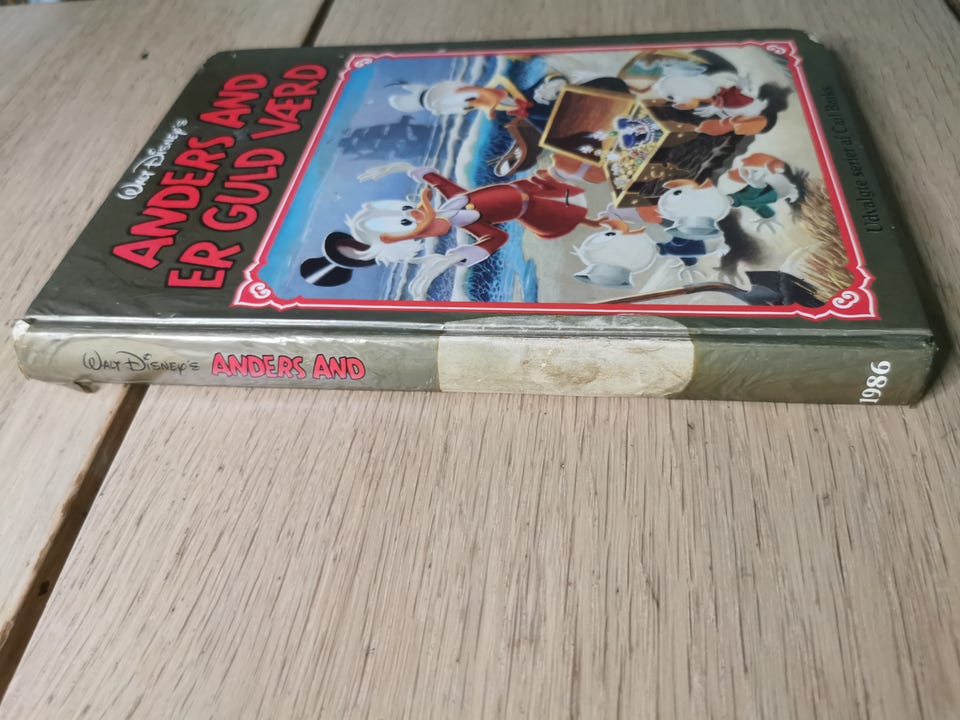 WALT DISNEY'S
ANDERS AND
ER GULD VÆRD
Udvalgte serier af Carl Barks
WALT DISNEY'S ANDERS AND
1986